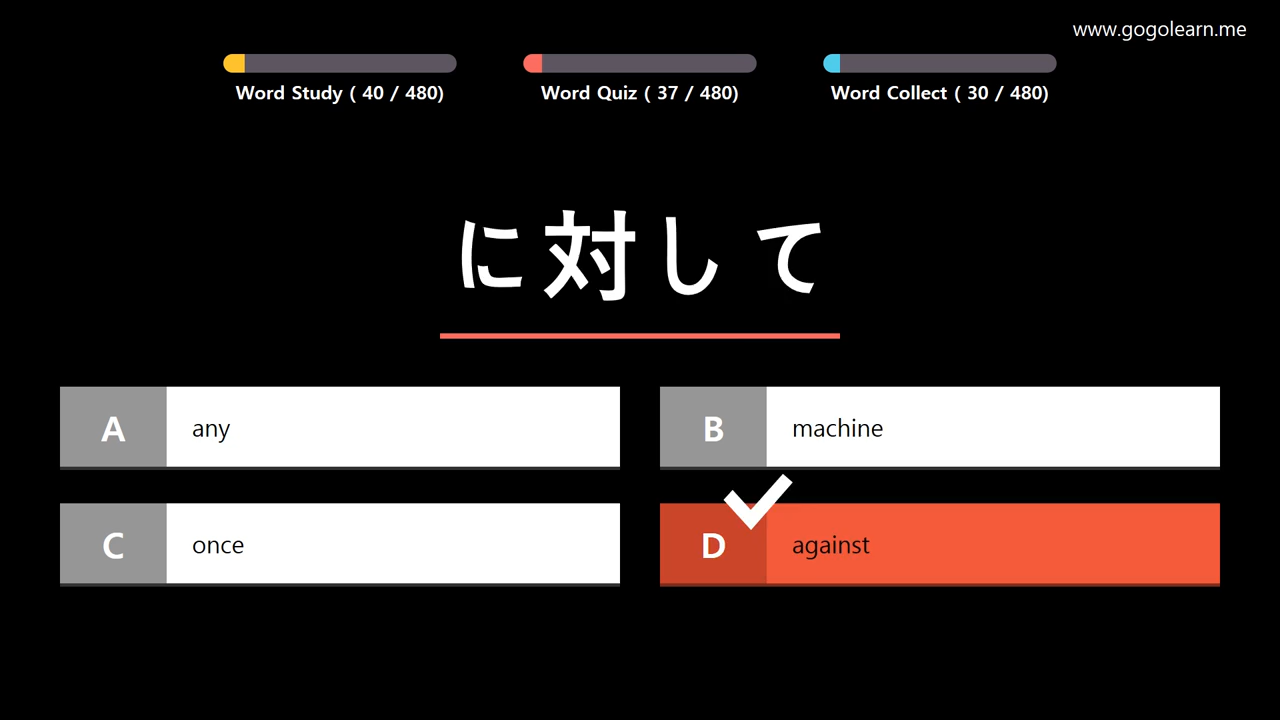 www.gogolearn.me
Word Study ( 40 / 480)
Word Quiz ( 37 / 480)
Word Collect ( 30 / 480)
に対して
A any
B machine
C once
D against